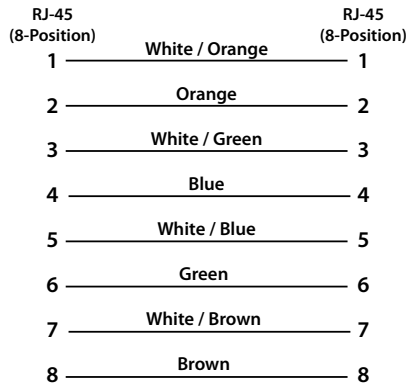 RJ-45 RJ-45
(8-Position) (8-Position)
1 White / Orange 1
2 Orange 2
3 White / Green 3
4 Blue 4
5 White / Blue 5
6 Green 6
7 White / Brown 7
8 Brown 8